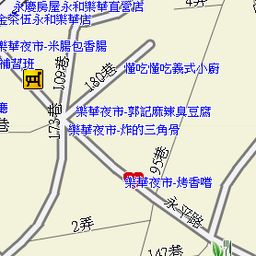 永慶房屋永和樂華直營店
金榮恆永和樂華店
樂華夜市-米腸包香腸
補習班
懂吃懂吃義式小廚
109巷
180巷
廳
樂華夜市-郭記麻辣臭豆腐
樂華夜市-炸的三角骨
173巷
95巷
樂華夜市-烤香嗜
永平路
2弄
147巷